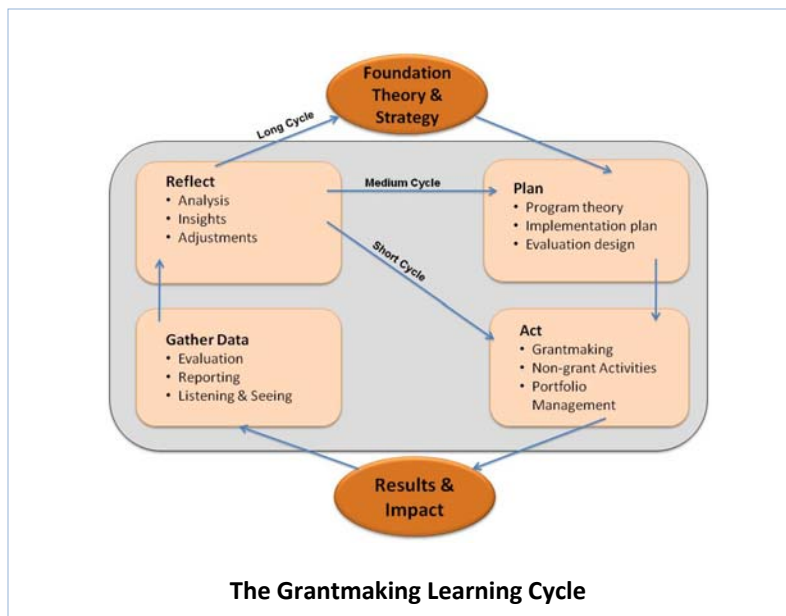 Foundation
Theory &
Strategy
Long Cycle
Reflect
• Analysis
• Insights
• Adjustments
Medium Cycle
Plan
• Program theory
• Implementation plan
• Evaluation design
Short Cycle
Gather Data
• Evaluation
• Reporting
• Listening & Seeing
Act
• Grantmaking
• Non-grant Activities
• Portfolio
Management
Results &
Impact
The Grantmaking Learning Cycle